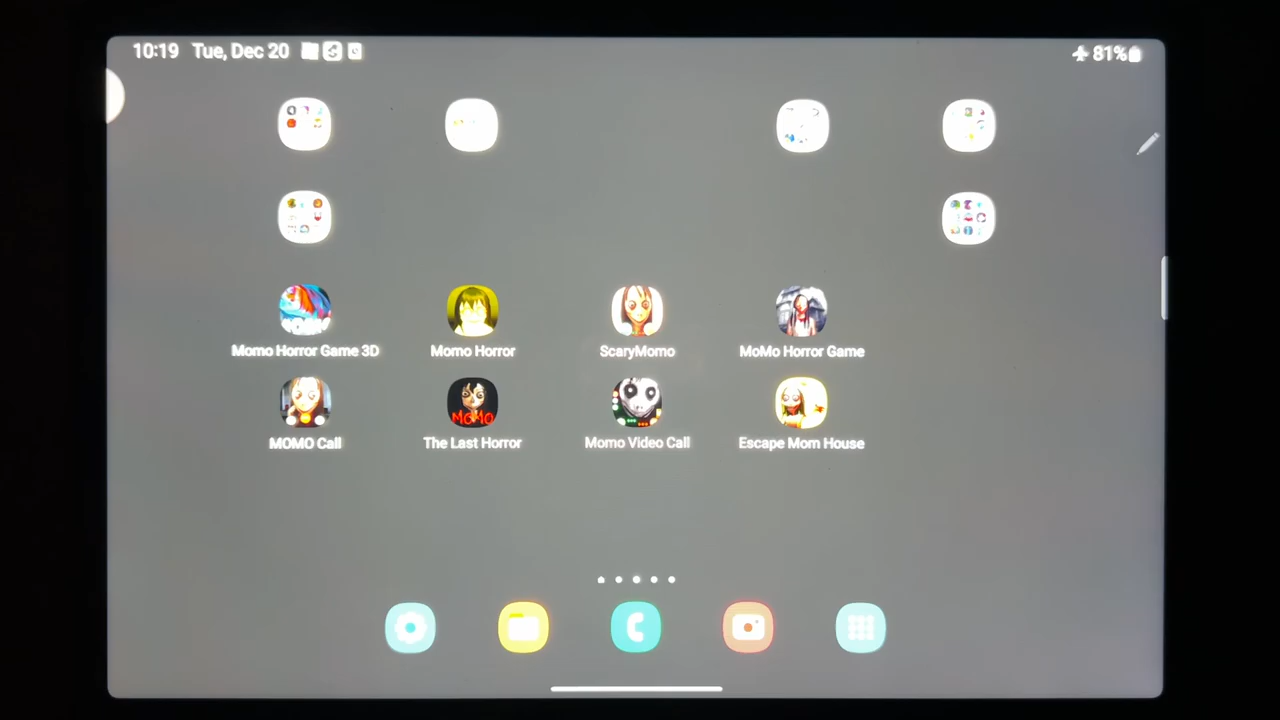 10:19 Tue, Dec 20 81%
Momo Horror Game 3D Momo Horror ScaryMomo MoMo Horror Game
MOMO
MOMO Call The Last Horror Momo Video Call Escape Mom House